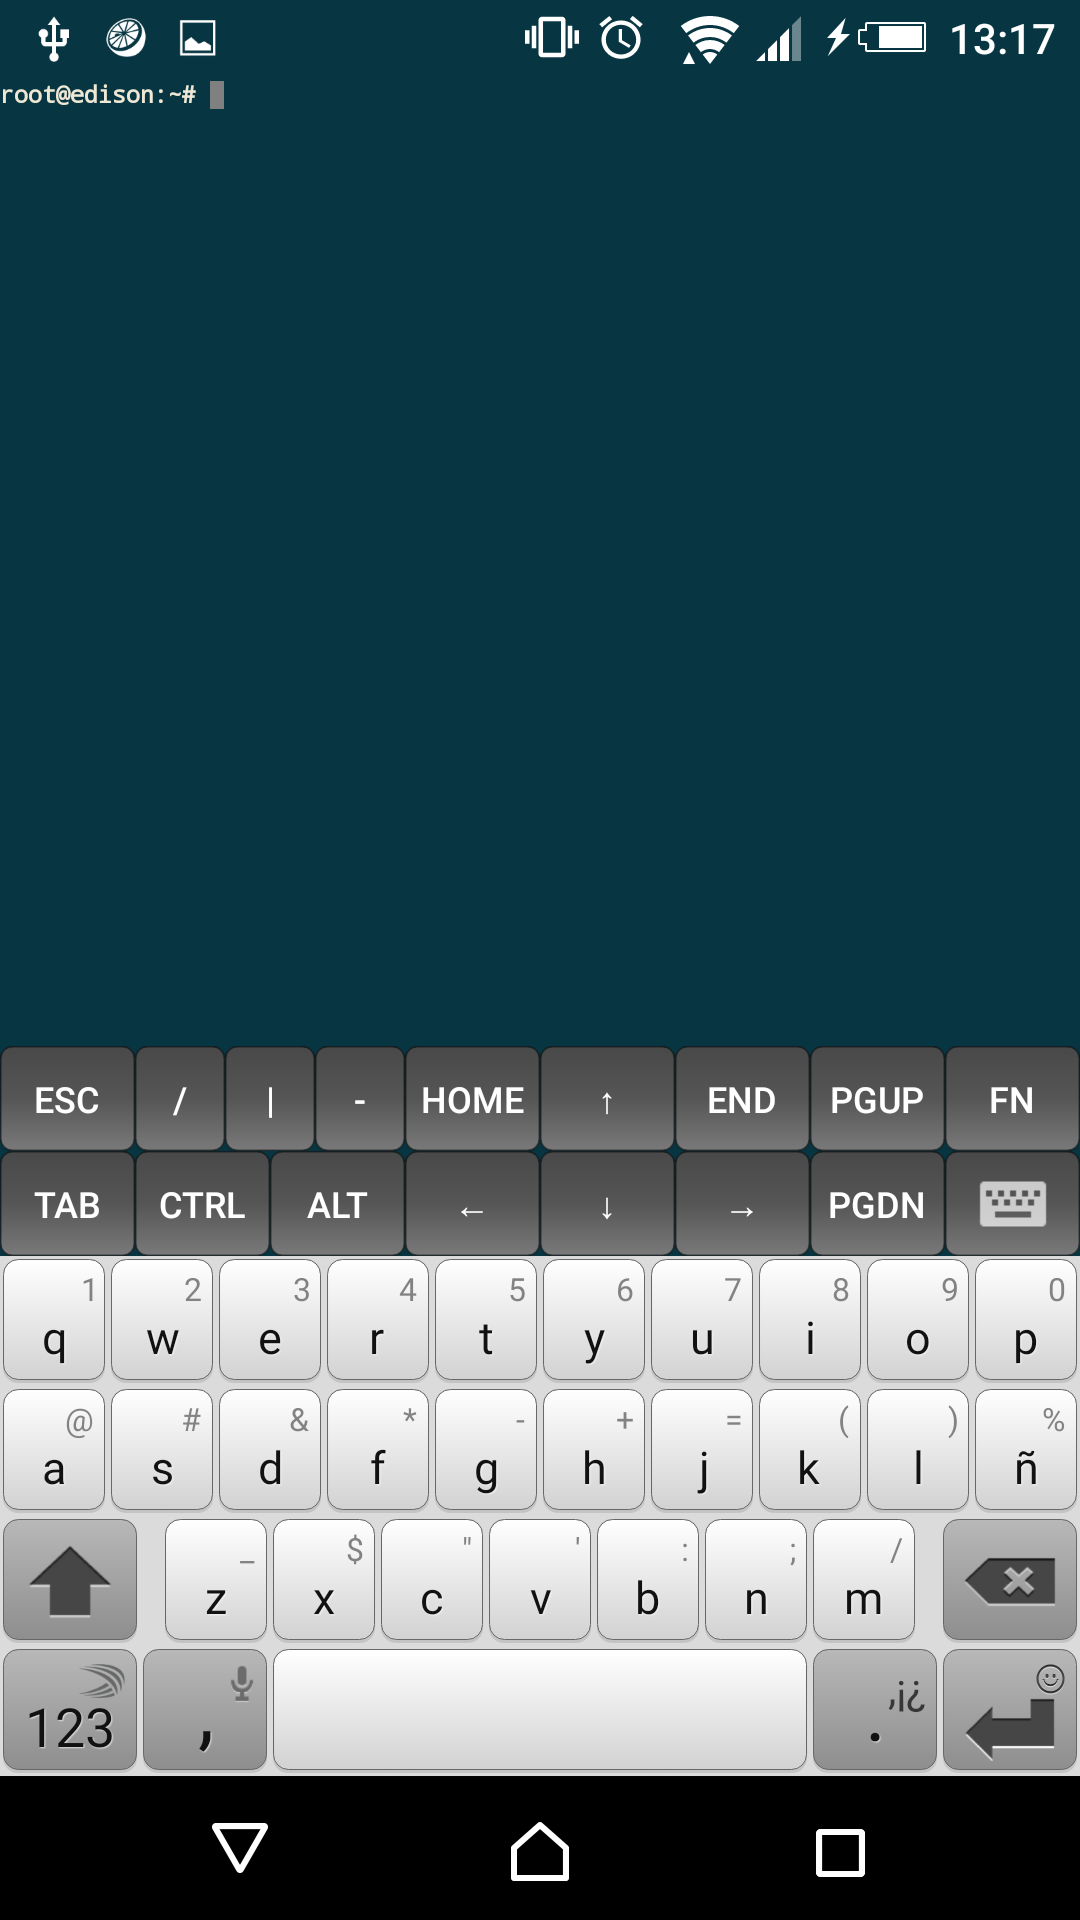 13:17
root@edison:~#
ESC / | - HOME ↑ END PGUP FN
TAB CTRL ALT ← ↓ → PGDN
1 2 3 4 5 6 7 8 9 0
q w e r t y u i o p
@ # & * - + = ( ) %
a s d f g h j k l ñ
_ $ " ' : ; /
z x c v b n m
,¡¿
123 , .